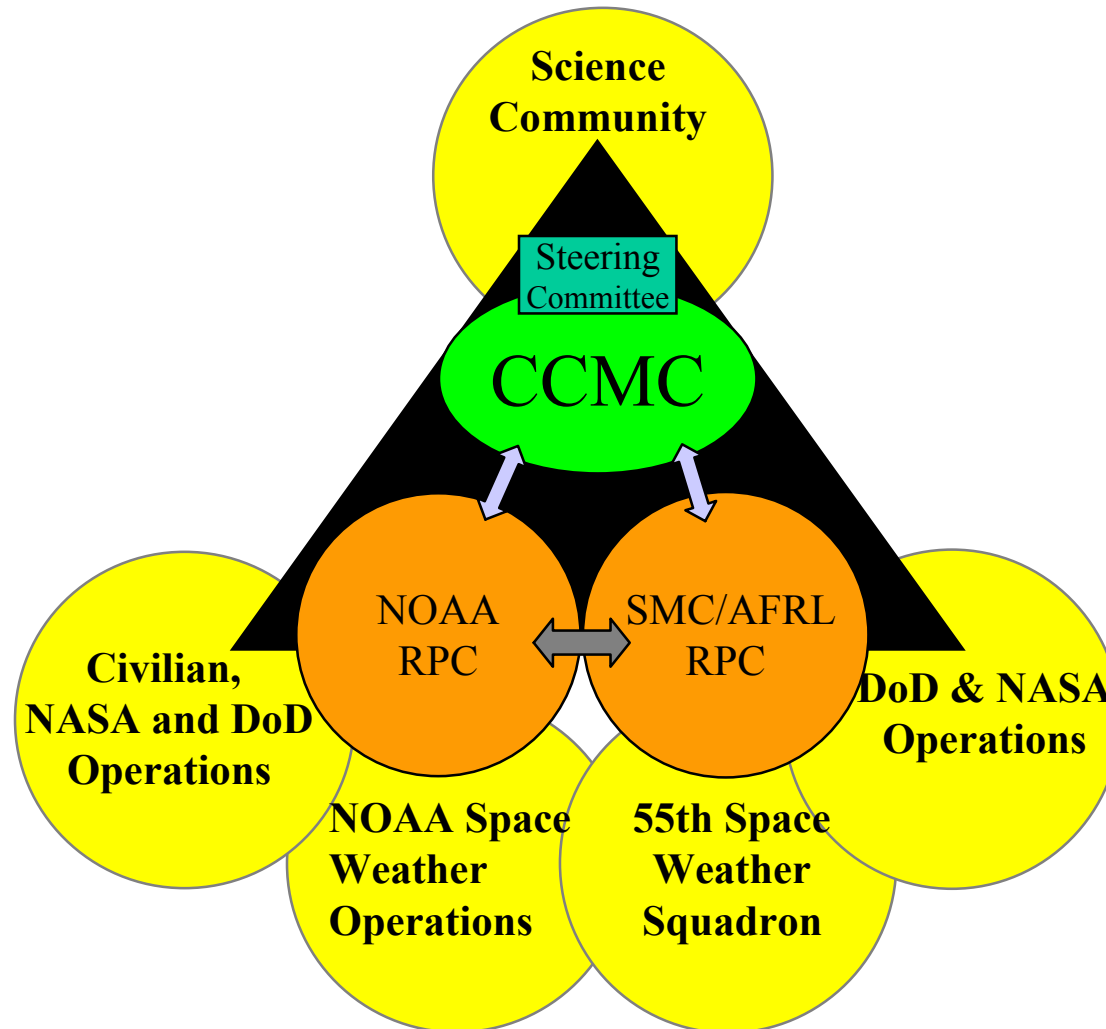 Science
Community
Steering
Committee
CCMC
NOAA
RPC
SMC/AFRL
RPC
Civilian,
NASA and DoD
Operations
DoD & NASA
Operations
NOAA Space
Weather
Operations
55th Space
Weather
Squadron